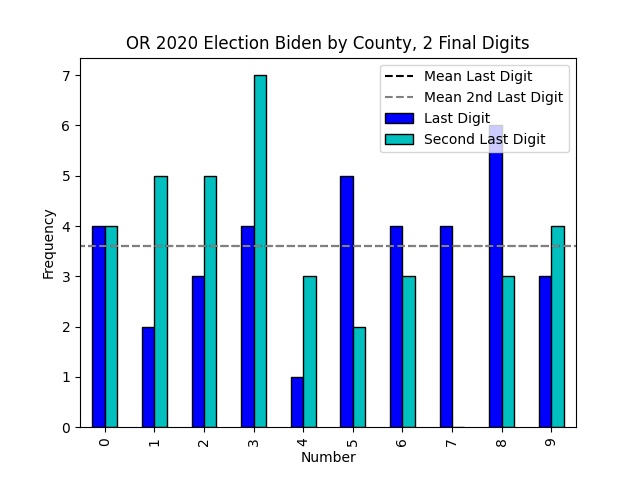 OR 2020 Election Biden by County, 2 Final Digits
Mean Last Digit
Mean 2nd Last Digit
Last Digit
Second Last Digit
Frequency
7
6
5
4
3
2
1
0
0 1 2 3 4 5 6 7 8 9
Number